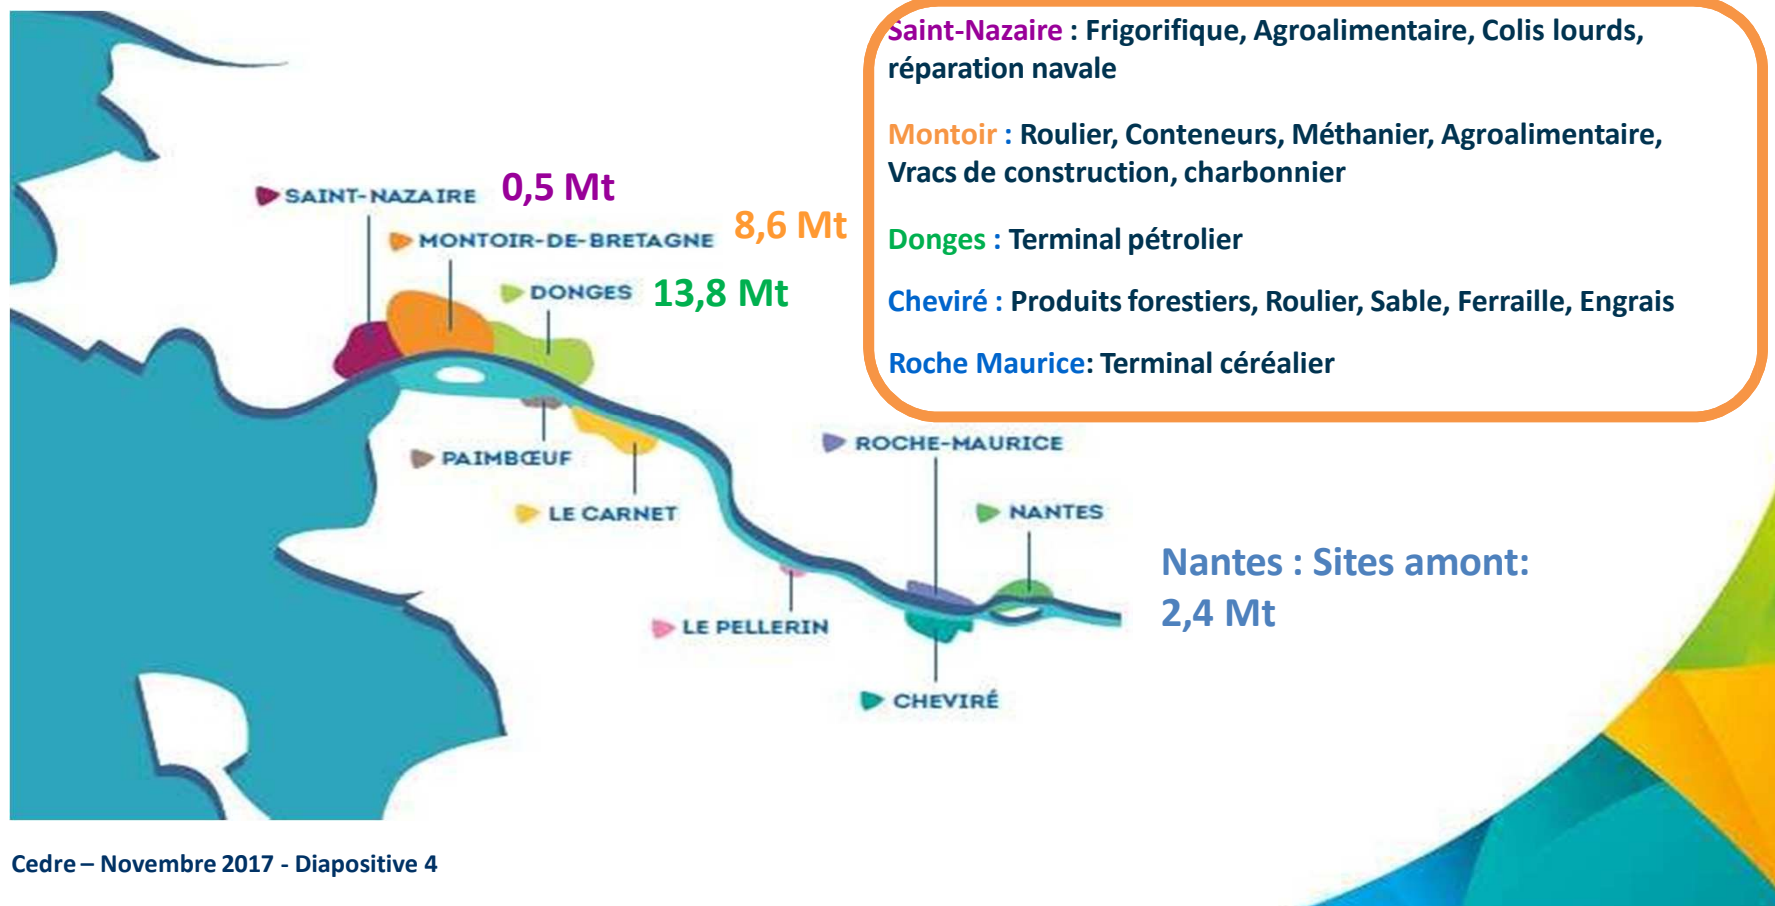 Saint-Nazaire : Frigorifique, Agroalimentaire, Colis lourds,
réparation navale
Montoir : Roulier, Conteneurs, Méthanier, Agroalimentaire,
Vracs de construction, charbonnier
Donges : Terminal pétrolier
Cheviré : Produits forestiers, Roulier, Sable, Ferraille, Engrais
Roche Maurice: Terminal céréalier
SAINT-NAZAIRE 0,5 Mt
MONTOIR-DE-BRETAGNE 8,6 Mt
DONGES 13,8 Mt
PAIMBŒUF
LE CARNET
ROCHE-MAURICE
NANTES
LE PELLERIN
CHEVIRÉ
Nantes : Sites amont:
2,4 Mt
Cedre – Novembre 2017 - Diapositive 4